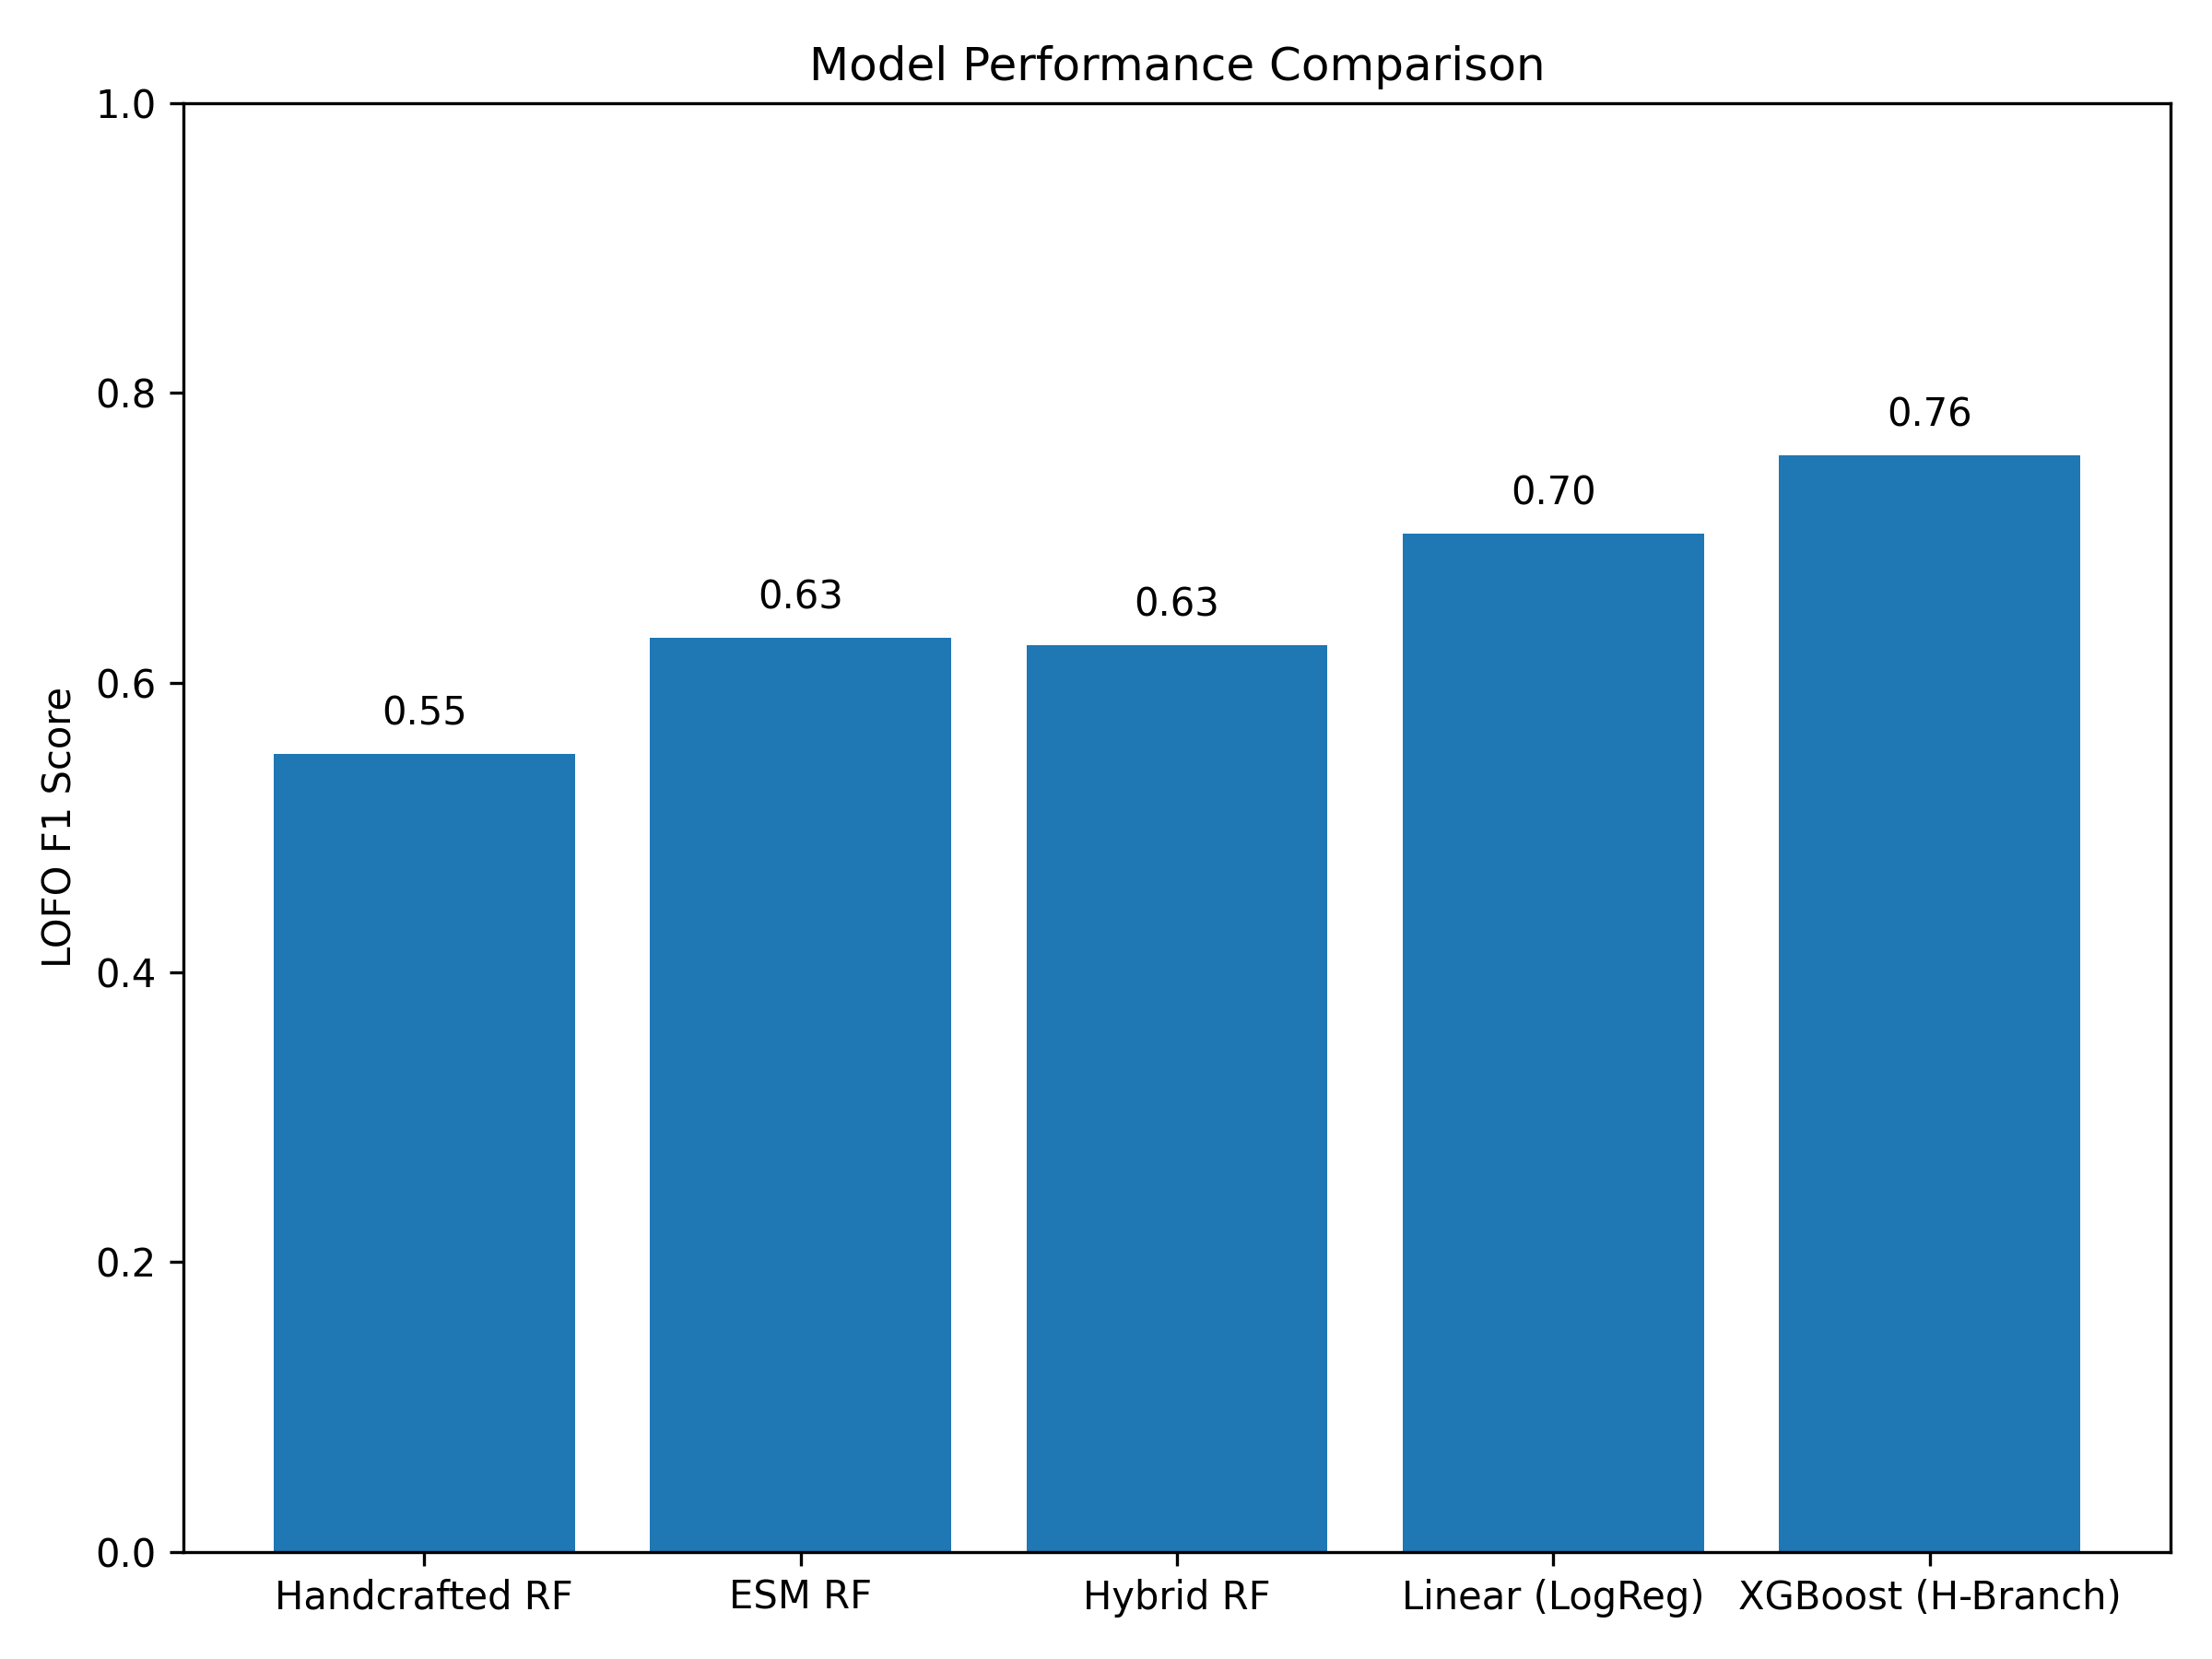 Model Performance Comparison
LOFO F1 Score
1.0
0.8
0.6
0.4
0.2
0.0
0.55
0.63
0.63
0.70
0.76
Handcrafted RF
ESM RF
Hybrid RF
Linear (LogReg)
XGBoost (H-Branch)